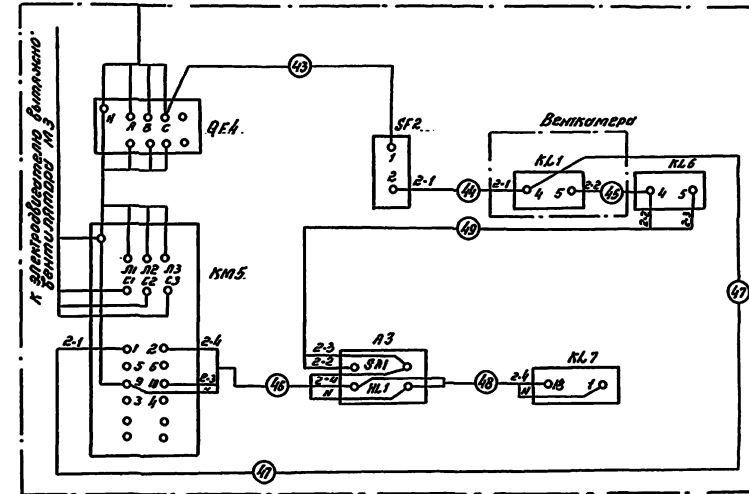 К электродвигателю вытяжно-
вентилятора М3
43
N
A B C
QF4.
SF2
1
2
2-1
44
Венткамера
2-1
KL1
4 5
2-2
45
KL6
4 5
2-2
2-3
49
Л1 Л2 Л3
С1 С2 С3
КМ5.
47
2-1
1 2
2-4
5 6
9 10
2-3
N
3 4
46
А3
2-3
2-2
SA1
2-4
HL1
N
48
KL7
2-4
N
18 1
47